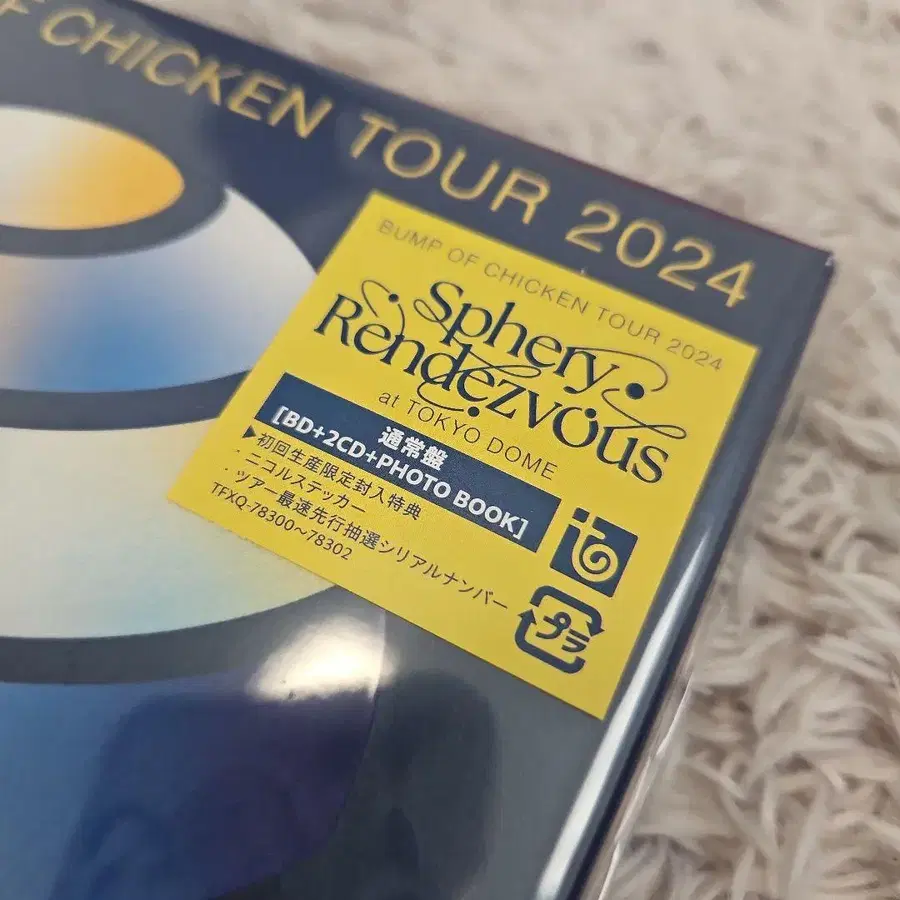 OF CHICKEN TOUR 2024
BUMP OF CHICKEN TOUR 2024
Sphery
Rendezvous
at TOKYO DOME
通常盤
[BD+2CD+PHOTO BOOK]
▶初回生産限定封入特典
・ニコルステッカー
・ツアー最速先行抽選シリアルナンバー
TFXQ-78300〜78302
プラ